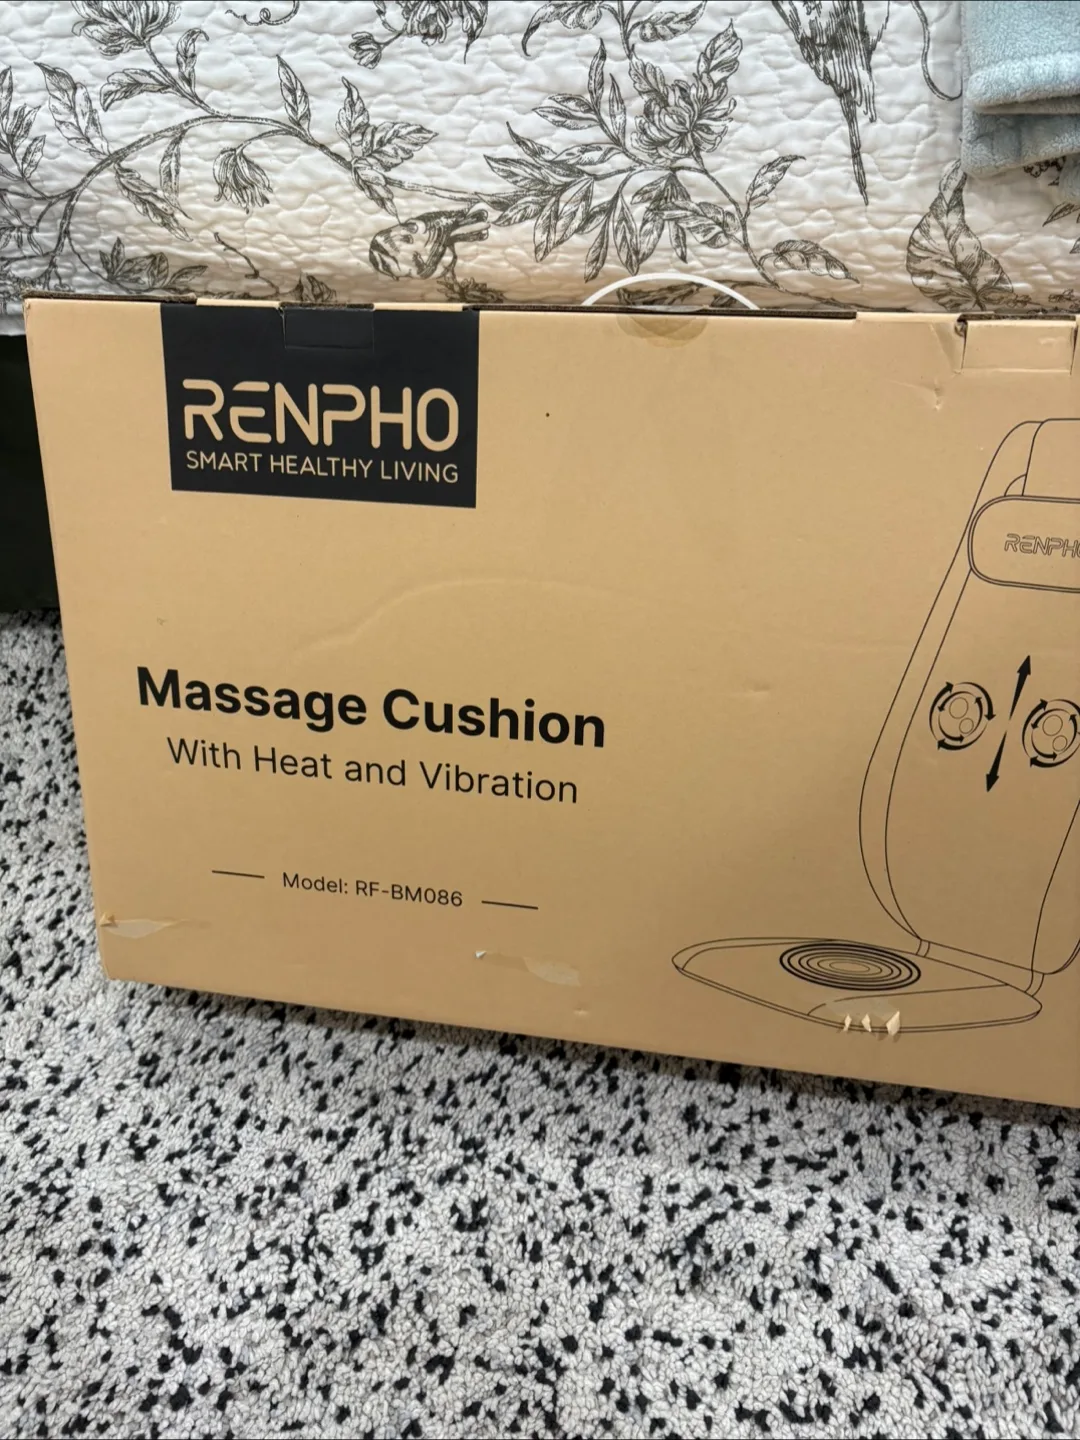 RENPHO
SMART HEALTHY LIVING
RENPHO
Massage Cushion
With Heat and Vibration
Model: RF-BM086